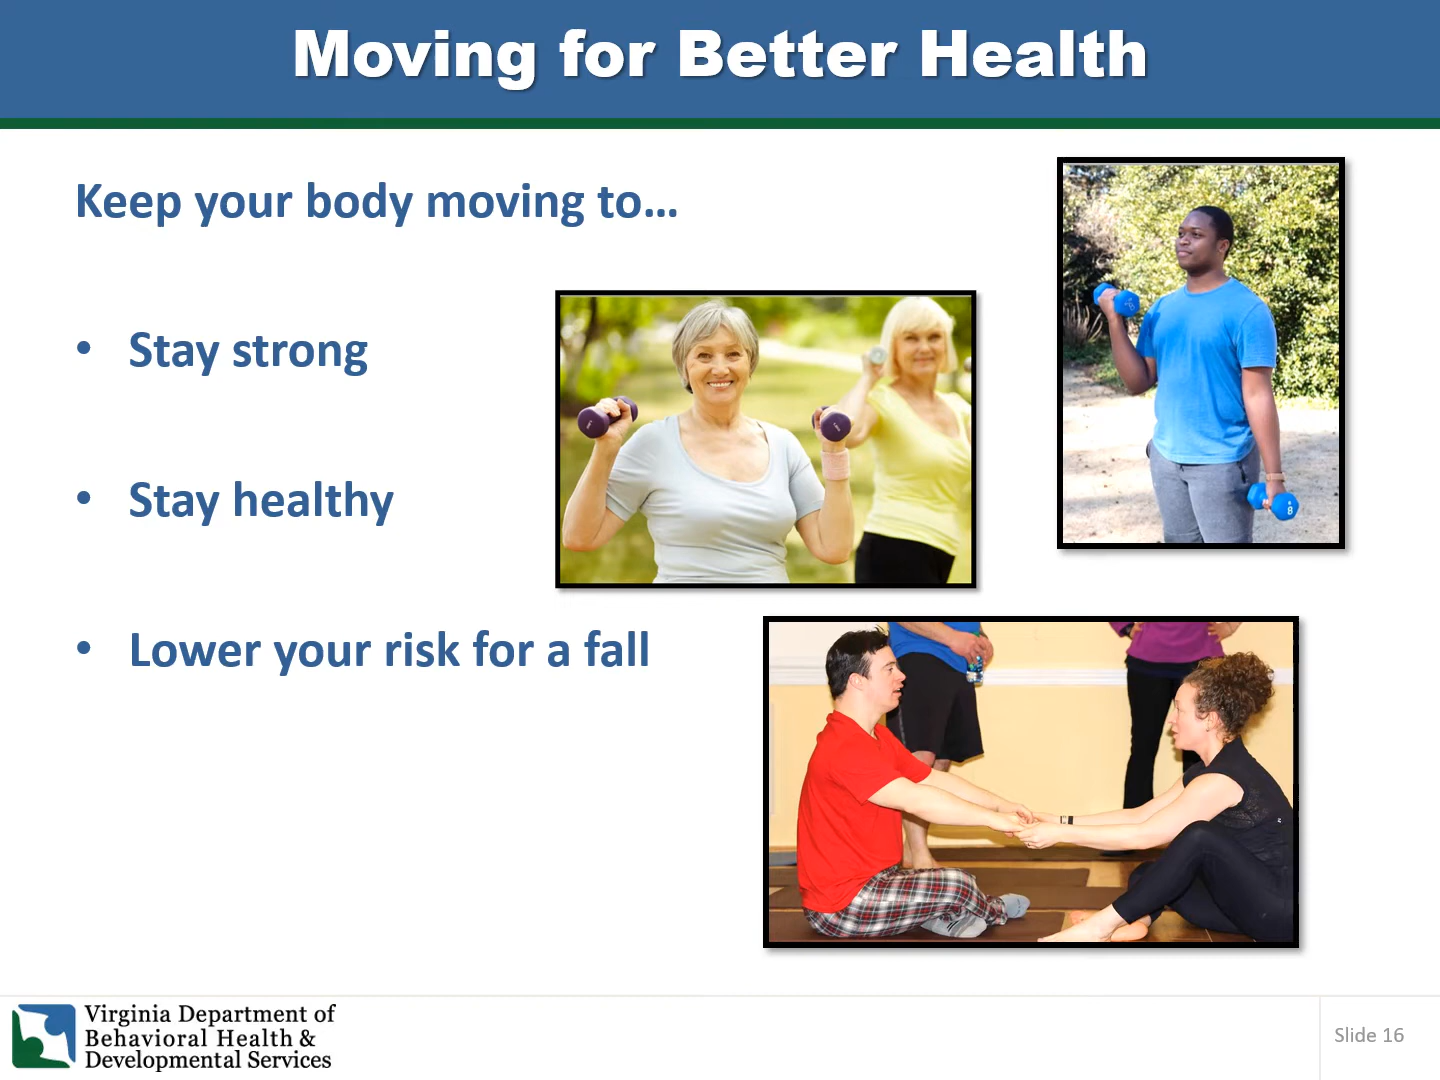 Moving for Better Health
Keep your body moving to...
• Stay strong
• Stay healthy
• Lower your risk for a fall
8
Virginia Department of
Behavioral Health &
Developmental Services
Slide 16